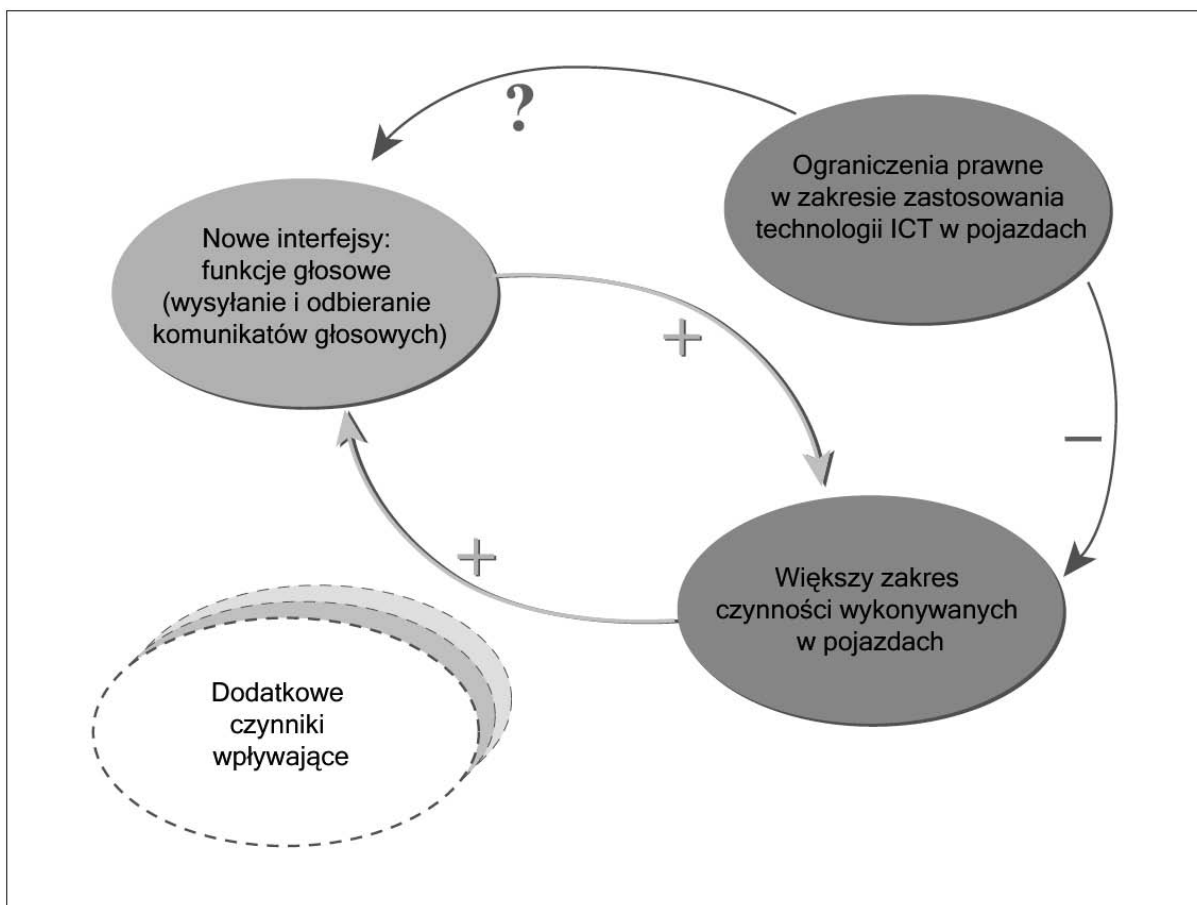 ?
Ograniczenia prawne
w zakresie zastosowania
technologii ICT w pojazdach
Nowe interfejsy:
funkcje głosowe
(wysyłanie i odbieranie
komunikatów głosowych)
+
–
+
Większy zakres
czynności wykonywanych
w pojazdach
Dodatkowe
czynniki
wpływające